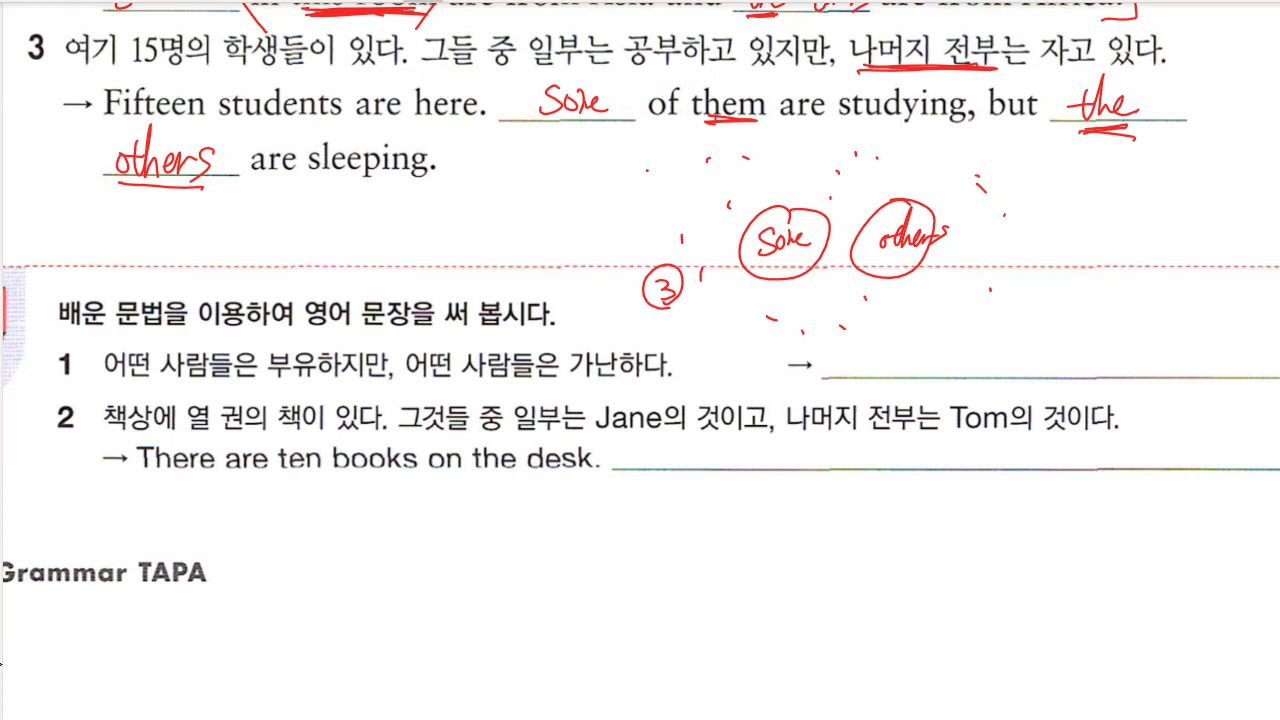 3 여기 15명의 학생들이 있다. 그들 중 일부는 공부하고 있지만, 나머지 전부는 자고 있다.
→ Fifteen students are here. some of them are studying, but the
others are sleeping.
some others
3
배운 문법을 이용하여 영어 문장을 써 봅시다.
1 어떤 사람들은 부유하지만, 어떤 사람들은 가난하다. →
2 책상에 열 권의 책이 있다. 그것들 중 일부는 Jane의 것이고, 나머지 전부는 Tom의 것이다.
→ There are ten books on the desk.
Grammar TAPA